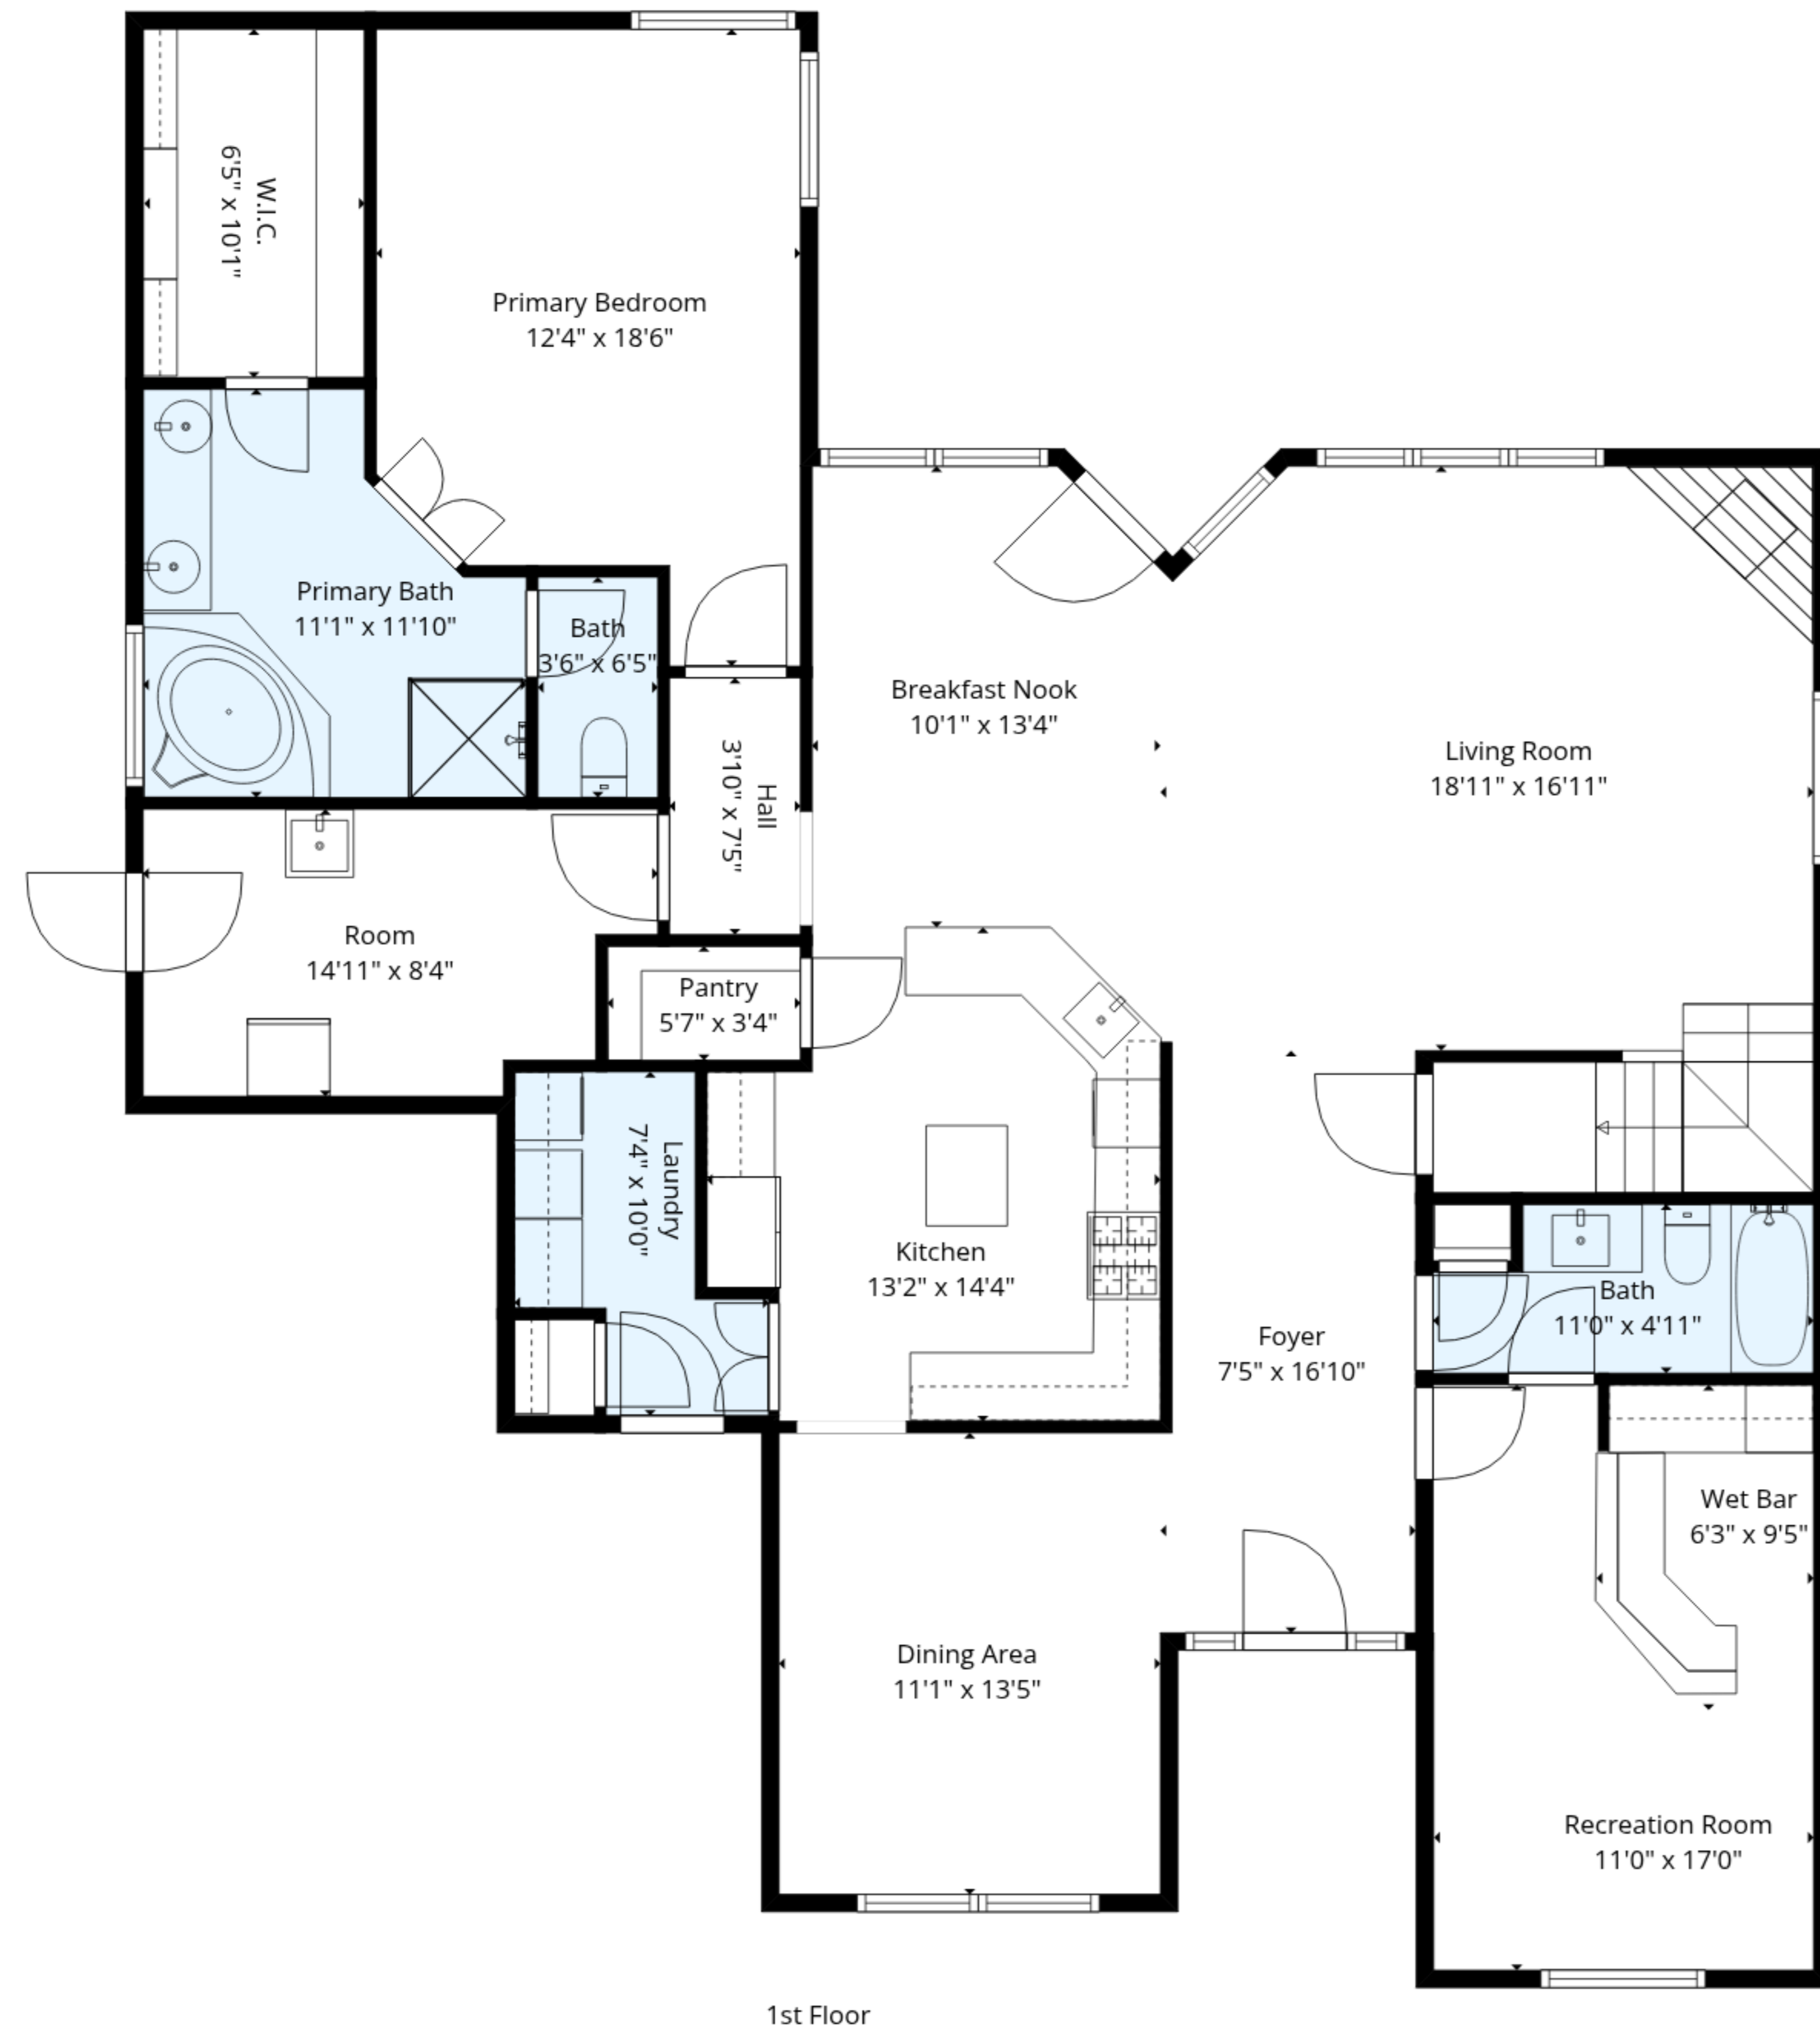 W.I.C.
6'5" x 10'1"
Primary Bedroom
12'4" x 18'6"
Primary Bath
11'1" x 11'10"
Bath
3'6" x 6'5"
Breakfast Nook
10'1" x 13'4"
Living Room
18'11" x 16'11"
Hall
3'10" x 7'5"
Room
14'11" x 8'4"
Pantry
5'7" x 3'4"
Laundry
7'4" x 10'0"
Kitchen
13'2" x 14'4"
Foyer
7'5" x 16'10"
Bath
11'0" x 4'11"
Wet Bar
6'3" x 9'5"
Dining Area
11'1" x 13'5"
Recreation Room
11'0" x 17'0"
1st Floor